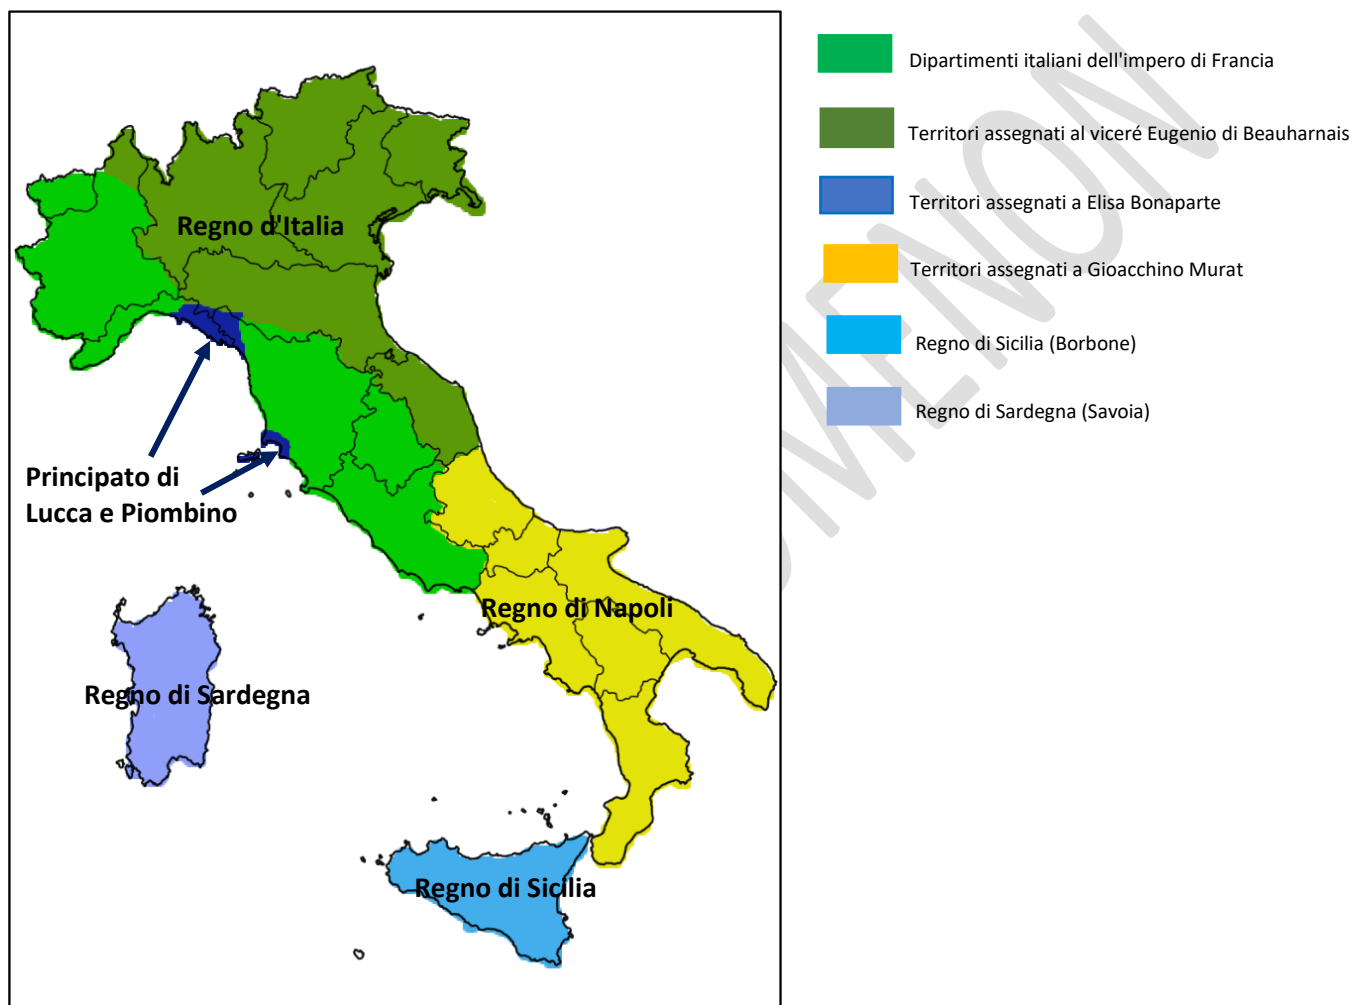 Regno d'Italia
Principato di
Lucca e Piombino
Regno di Napoli
Regno di Sardegna
Regno di Sicilia
Dipartimenti italiani dell'impero di Francia
Territori assegnati al viceré Eugenio di Beauharnais
Territori assegnati a Elisa Bonaparte
Territori assegnati a Gioacchino Murat
Regno di Sicilia (Borbone)
Regno di Sardegna (Savoia)